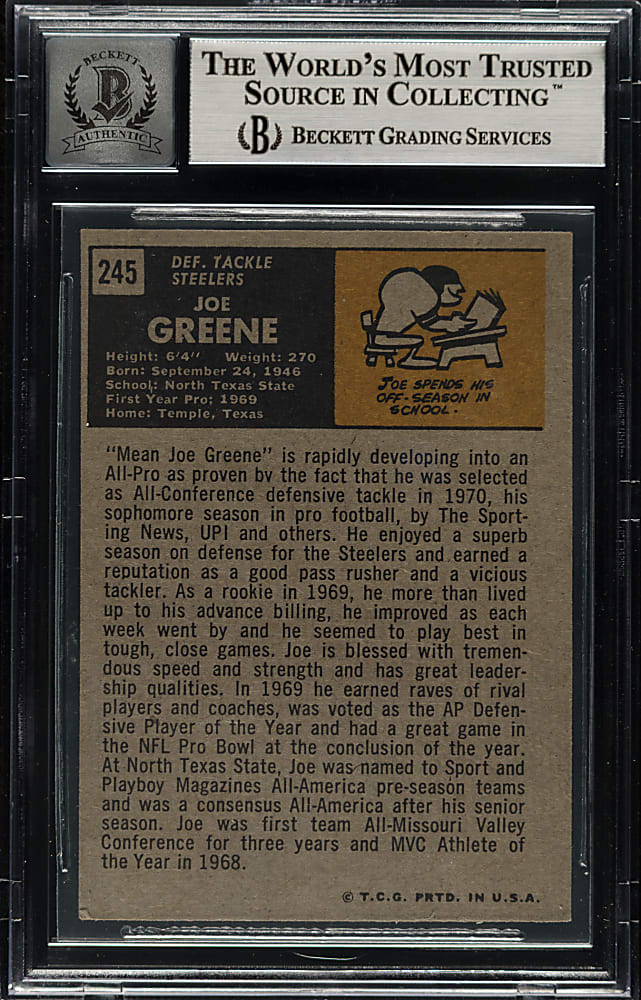 BECKETT
B
AUTHENTIC
THE WORLD'S MOST TRUSTED
SOURCE IN COLLECTING™
B BECKETT GRADING SERVICES
245
DEF. TACKLE
STEELERS
JOE
GREENE
Height: 6'4" Weight: 270
Born: September 24, 1946
School: North Texas State
First Year Pro: 1969
Home: Temple, Texas
JOE SPENDS HIS
OFF-SEASON IN
SCHOOL.
"Mean Joe Greene" is rapidly developing into an
All-Pro as proven by the fact that he was selected
as All-Conference defensive tackle in 1970, his
sophomore season in pro football, by The Sport-
ing News, UPI and others. He enjoyed a superb
season on defense for the Steelers and earned a
reputation as a good pass rusher and a vicious
tackler. As a rookie in 1969, he more than lived
up to his advance billing, he improved as each
week went by and he seemed to play best in
tough, close games. Joe is blessed with tremen-
dous speed and strength and has great leader-
ship qualities. In 1969 he earned raves of rival
players and coaches, was voted as the AP Defen-
sive Player of the Year and had a great game in
the NFL Pro Bowl at the conclusion of the year.
At North Texas State, Joe was named to Sport and
Playboy Magazines All-America pre-season teams
and was a consensus All-America after his senior
season. Joe was first team All-Missouri Valley
Conference for three years and MVC Athlete of
the Year in 1968.
© T.C.G. PRTD. IN U.S.A.